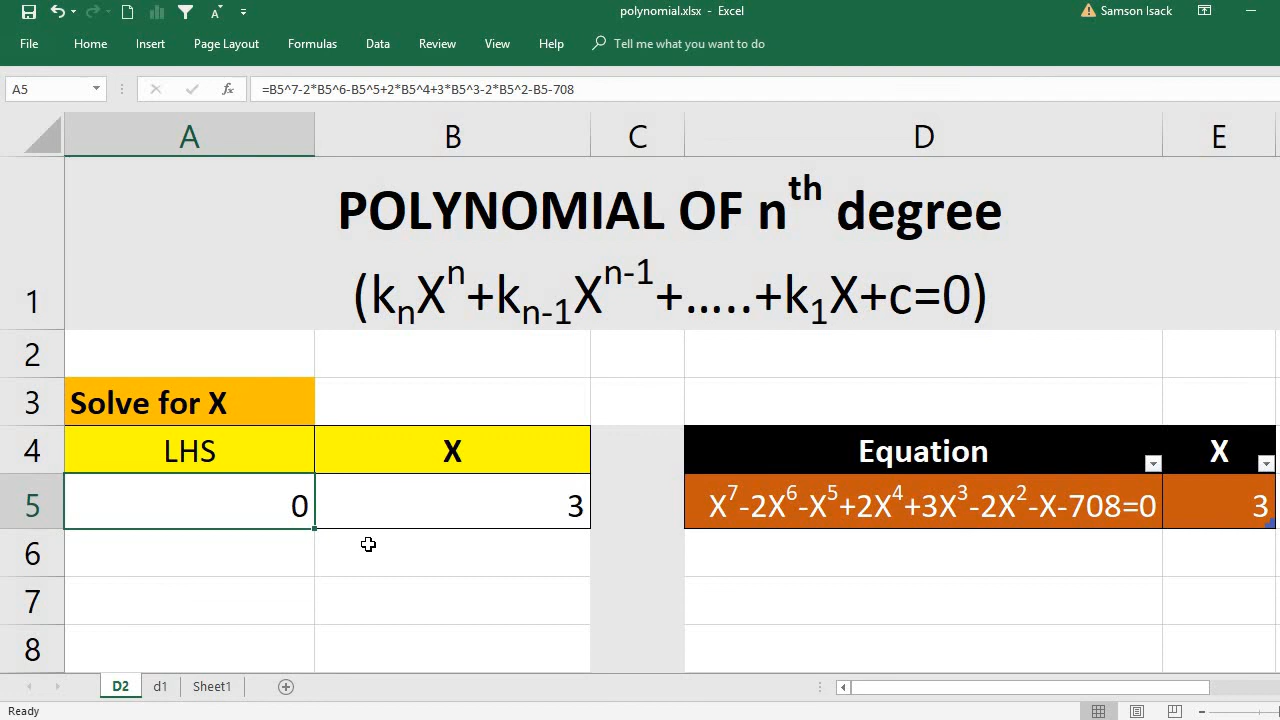 polynomial.xlsx - Excel
Samson Isack
File Home Insert Page Layout Formulas Data Review View Help Tell me what you want to do
A5 fx =B5^7-2*B5^6-B5^5+2*B5^4+3*B5^3-2*B5^2-B5-708
A B C D E
POLYNOMIAL OF nth degree
1 (knXn+kn-1Xn-1+.....+k1X+c=0)
2
3 Solve for X
4 LHS X Equation X
5 0 3 X7-2X6-X5+2X4+3X3-2X2-X-708=0 3
6
7
8
D2 d1 Sheet1
Ready